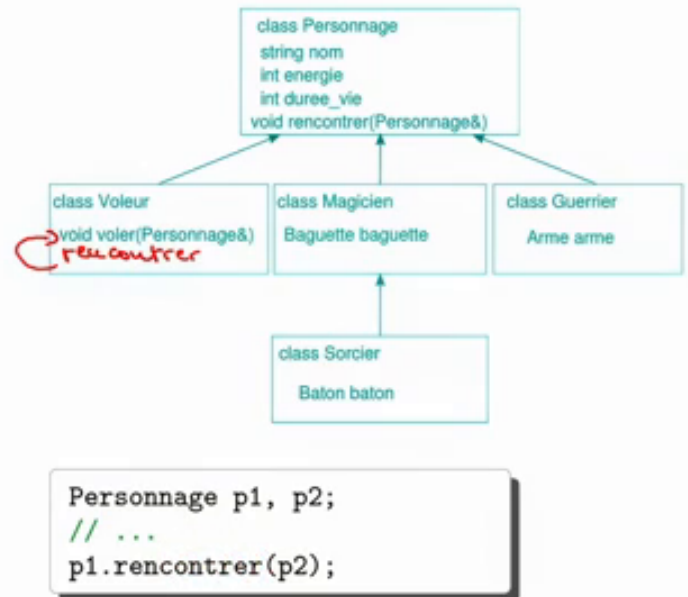 class Personnage
string nom
int energie
int duree_vie
void rencontrer(Personnage&)
class Voleur
void voler(Personnage&)
rencontrer
class Magicien
Baguette baguette
class Guerrier
Arme arme
class Sorcier
Baton baton
Personnage p1, p2;
// ...
p1.rencontrer(p2);